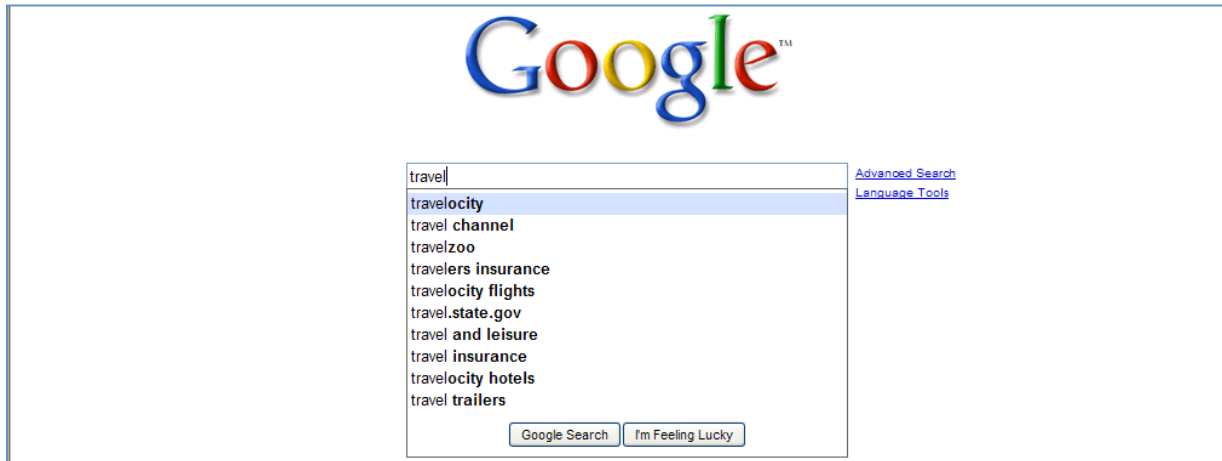 Google™
travel
Advanced Search
Language Tools
travelocity
travel channel
travelzoo
travelers insurance
travelocity flights
travel.state.gov
travel and leisure
travel insurance
travelocity hotels
travel trailers
Google Search
I'm Feeling Lucky